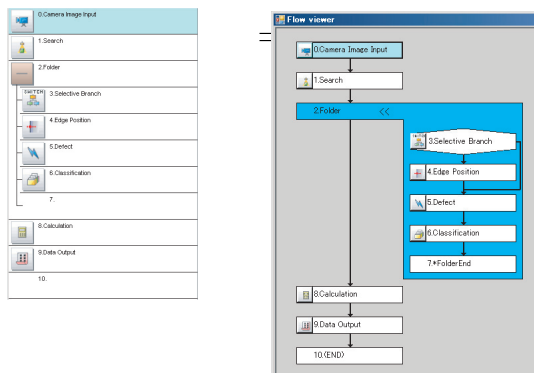 0.Camera Image Input
1.Search
2.Folder
SWITCH
3.Selective Branch
4.Edge Position
5.Defect
6.Classification
7.
8.Calculation
9.Data Output
10.
=
Flow viewer
0.Camera Image Input
1.Search
2.Folder <<
SWITCH
3.Selective Branch
4.Edge Position
5.Defect
6.Classification
7.*FolderEnd
8.Calculation
9.Data Output
10.(END)